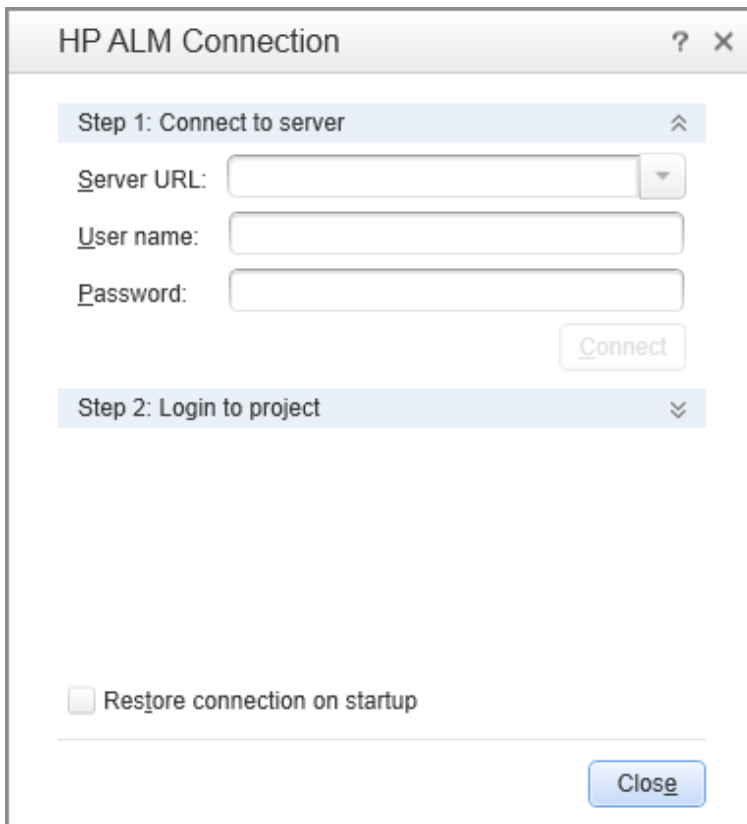 HP ALM Connection ?
Step 1: Connect to server
Server URL:
User name:
Password:
Connect
Step 2: Login to project
Restore connection on startup
Close